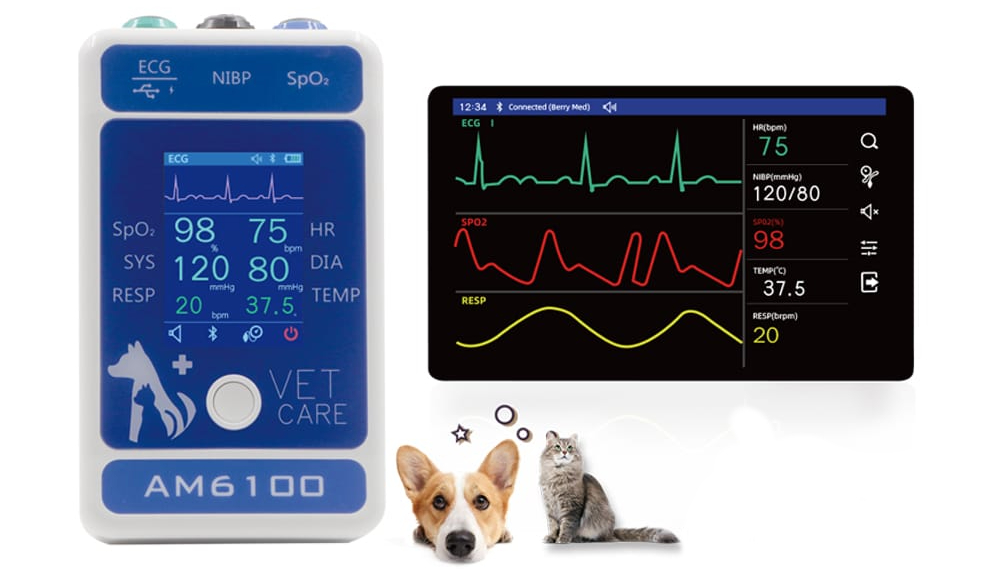 ECG NIBP SpO₂
ECG
SpO₂ 98 % 75 bpm HR
SYS 120 mmHg 80 mmHg DIA
RESP 20 bpm 37.5 TEMP
VET
CARE
AM6100
12:34 Connected (Berry Med)
ECG I
HR(bpm)
75
NIBP(mmHg)
120/80
SPO2
SPO2(%)
98
TEMP(°C)
37.5
RESP
RESP(brpm)
20